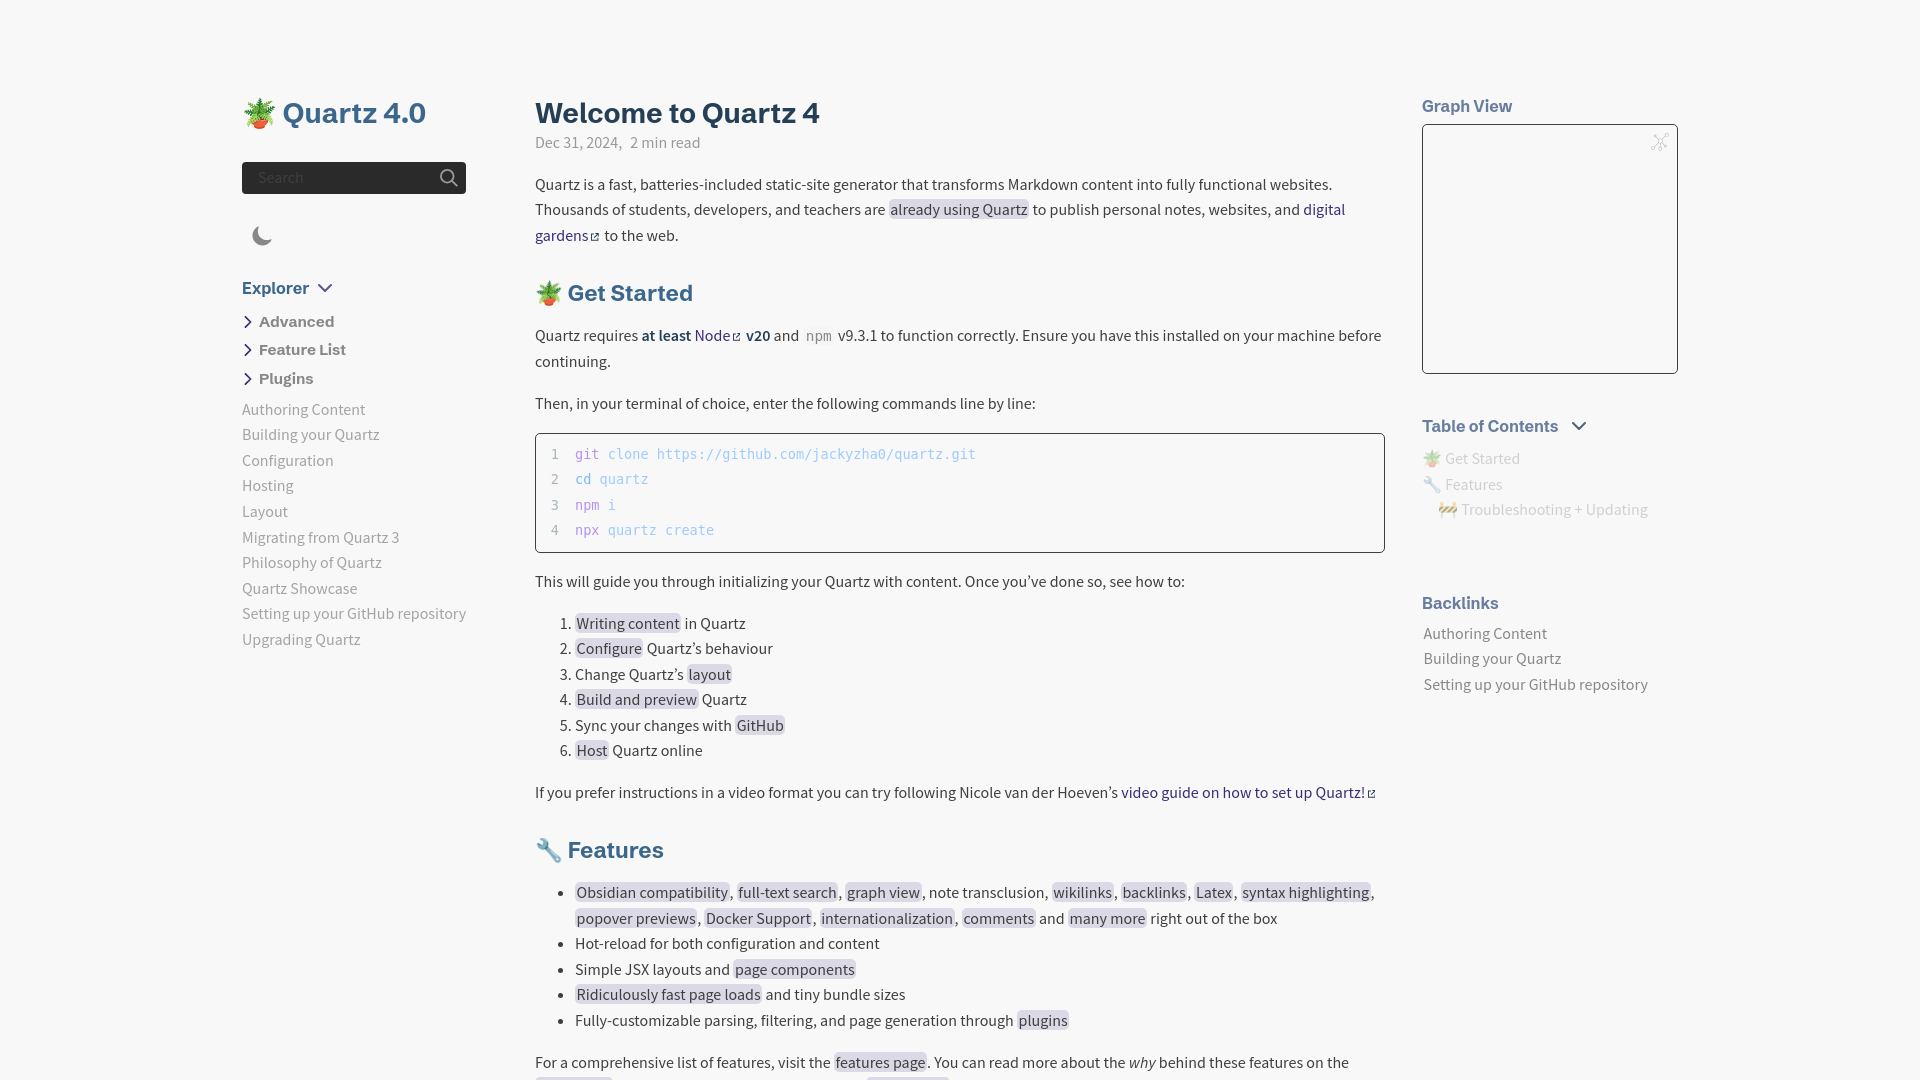 🪴 Quartz 4.0
Search
Explorer
Advanced
Feature List
Plugins
Authoring Content
Building your Quartz
Configuration
Hosting
Layout
Migrating from Quartz 3
Philosophy of Quartz
Quartz Showcase
Setting up your GitHub repository
Upgrading Quartz
Welcome to Quartz 4
Dec 31, 2024, 2 min read
Quartz is a fast, batteries-included static-site generator that transforms Markdown content into fully functional websites.
Thousands of students, developers, and teachers are already using Quartz to publish personal notes, websites, and digital
gardens to the web.
🪴 Get Started
Quartz requires at least Node v20 and npm v9.3.1 to function correctly. Ensure you have this installed on your machine before
continuing.
Then, in your terminal of choice, enter the following commands line by line:
1 git clone https://github.com/jackyzha0/quartz.git
2 cd quartz
3 npm i
4 npx quartz create
This will guide you through initializing your Quartz with content. Once you’ve done so, see how to:
1. Writing content in Quartz
2. Configure Quartz’s behaviour
3. Change Quartz’s layout
4. Build and preview Quartz
5. Sync your changes with GitHub
6. Host Quartz online
If you prefer instructions in a video format you can try following Nicole van der Hoeven’s video guide on how to set up Quartz!
🔧 Features
• Obsidian compatibility, full-text search, graph view, note transclusion, wikilinks, backlinks, Latex, syntax highlighting,
popover previews, Docker Support, internationalization, comments and many more right out of the box
• Hot-reload for both configuration and content
• Simple JSX layouts and page components
• Ridiculously fast page loads and tiny bundle sizes
• Fully-customizable parsing, filtering, and page generation through plugins
For a comprehensive list of features, visit the features page. You can read more about the why behind these features on the
Graph View
Table of Contents
🪴 Get Started
🔧 Features
🚧 Troubleshooting + Updating
Backlinks
Authoring Content
Building your Quartz
Setting up your GitHub repository